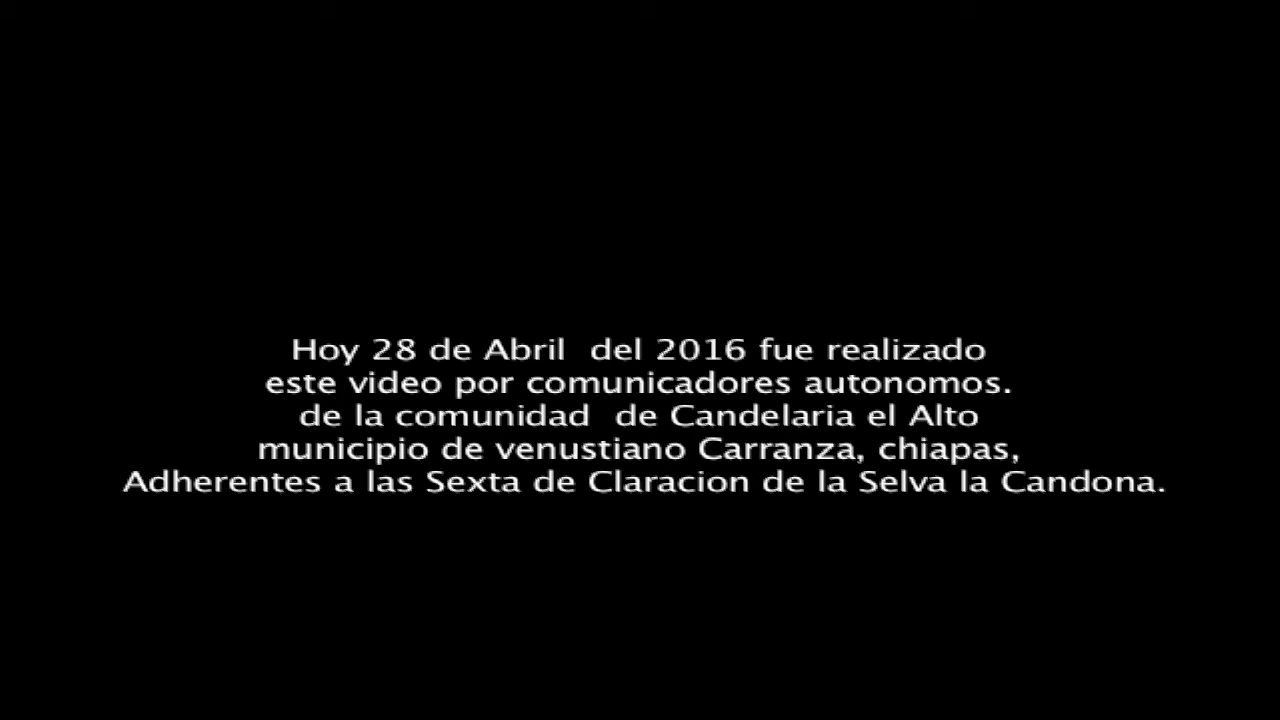 Hoy 28 de Abril  del 2016 fue realizado
este video por comunicadores autonomos.
de la comunidad  de Candelaria el Alto
municipio de venustiano Carranza, chiapas,
Adherentes a las Sexta de Claracion de la Selva la Candona.